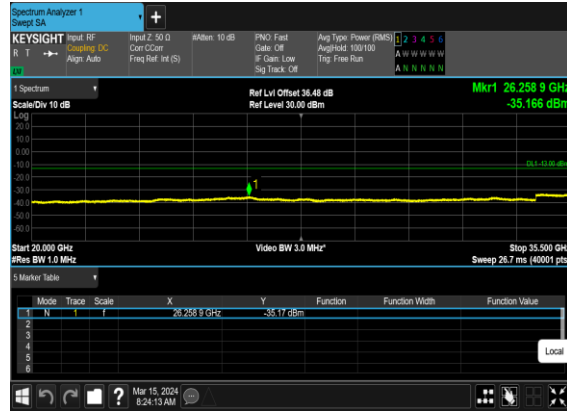 Spectrum Analyzer 1
Swept SA
+
KEYSIGHT Input: RF Input Z: 50 Ω #Atten: 10 dB PNO: Fast Avg Type: Power (RMS) 1 2 3 4 5 6
R T Coupling: DC Corr CCorr Gate: Off Avg|Hold: 100/100 A W W W W W
Align: Auto Freq Ref: Int (S) IF Gain: Low Trig: Free Run
Sig Track: Off A N N N N N
1 Spectrum Ref Lvl Offset 36.48 dB Mkr1 26.258 9 GHz
Scale/Div 10 dB Ref Level 30.00 dBm -35.166 dBm
Log
20.0
10.0
0.00
-10.0 DL1 -13.00 dBm
-20.0
-30.0 1
-40.0
-50.0
-60.0
Start 20.000 GHz Video BW 3.0 MHz* Stop 35.500 GHz
#Res BW 1.0 MHz Sweep 26.7 ms (40001 pts)
5 Marker Table
Mode Trace Scale X Y Function Function Width Function Value
1 N 1 f 26.258 9 GHz -35.17 dBm
2
3
4
5
6
Local
? Mar 15, 2024
8:24:13 AM